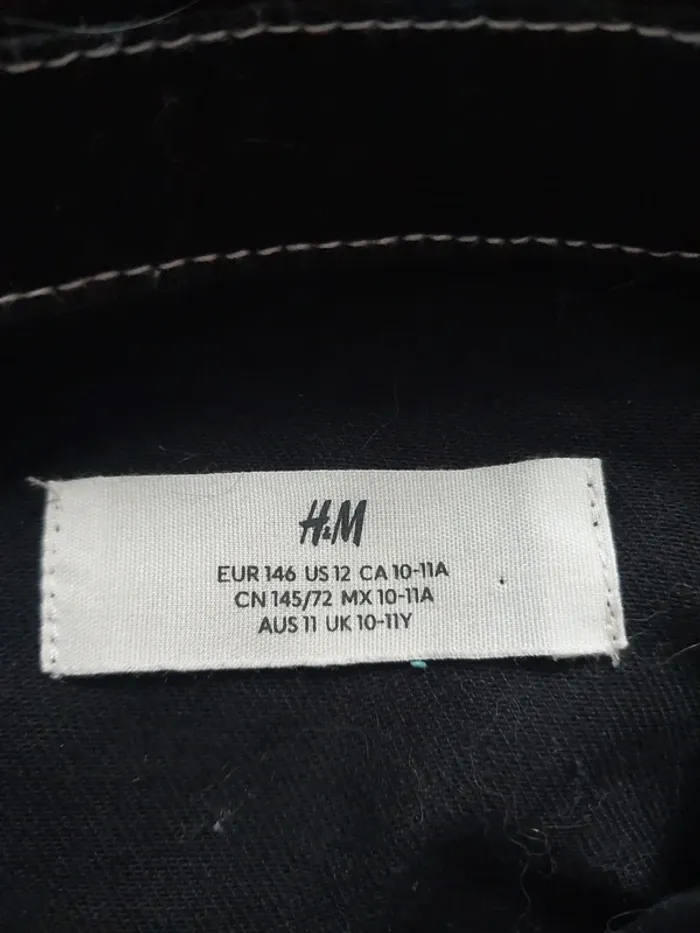 H&M
EUR 146 US 12 CA 10-11A
CN 145/72 MX 10-11A
AUS 11 UK 10-11Y